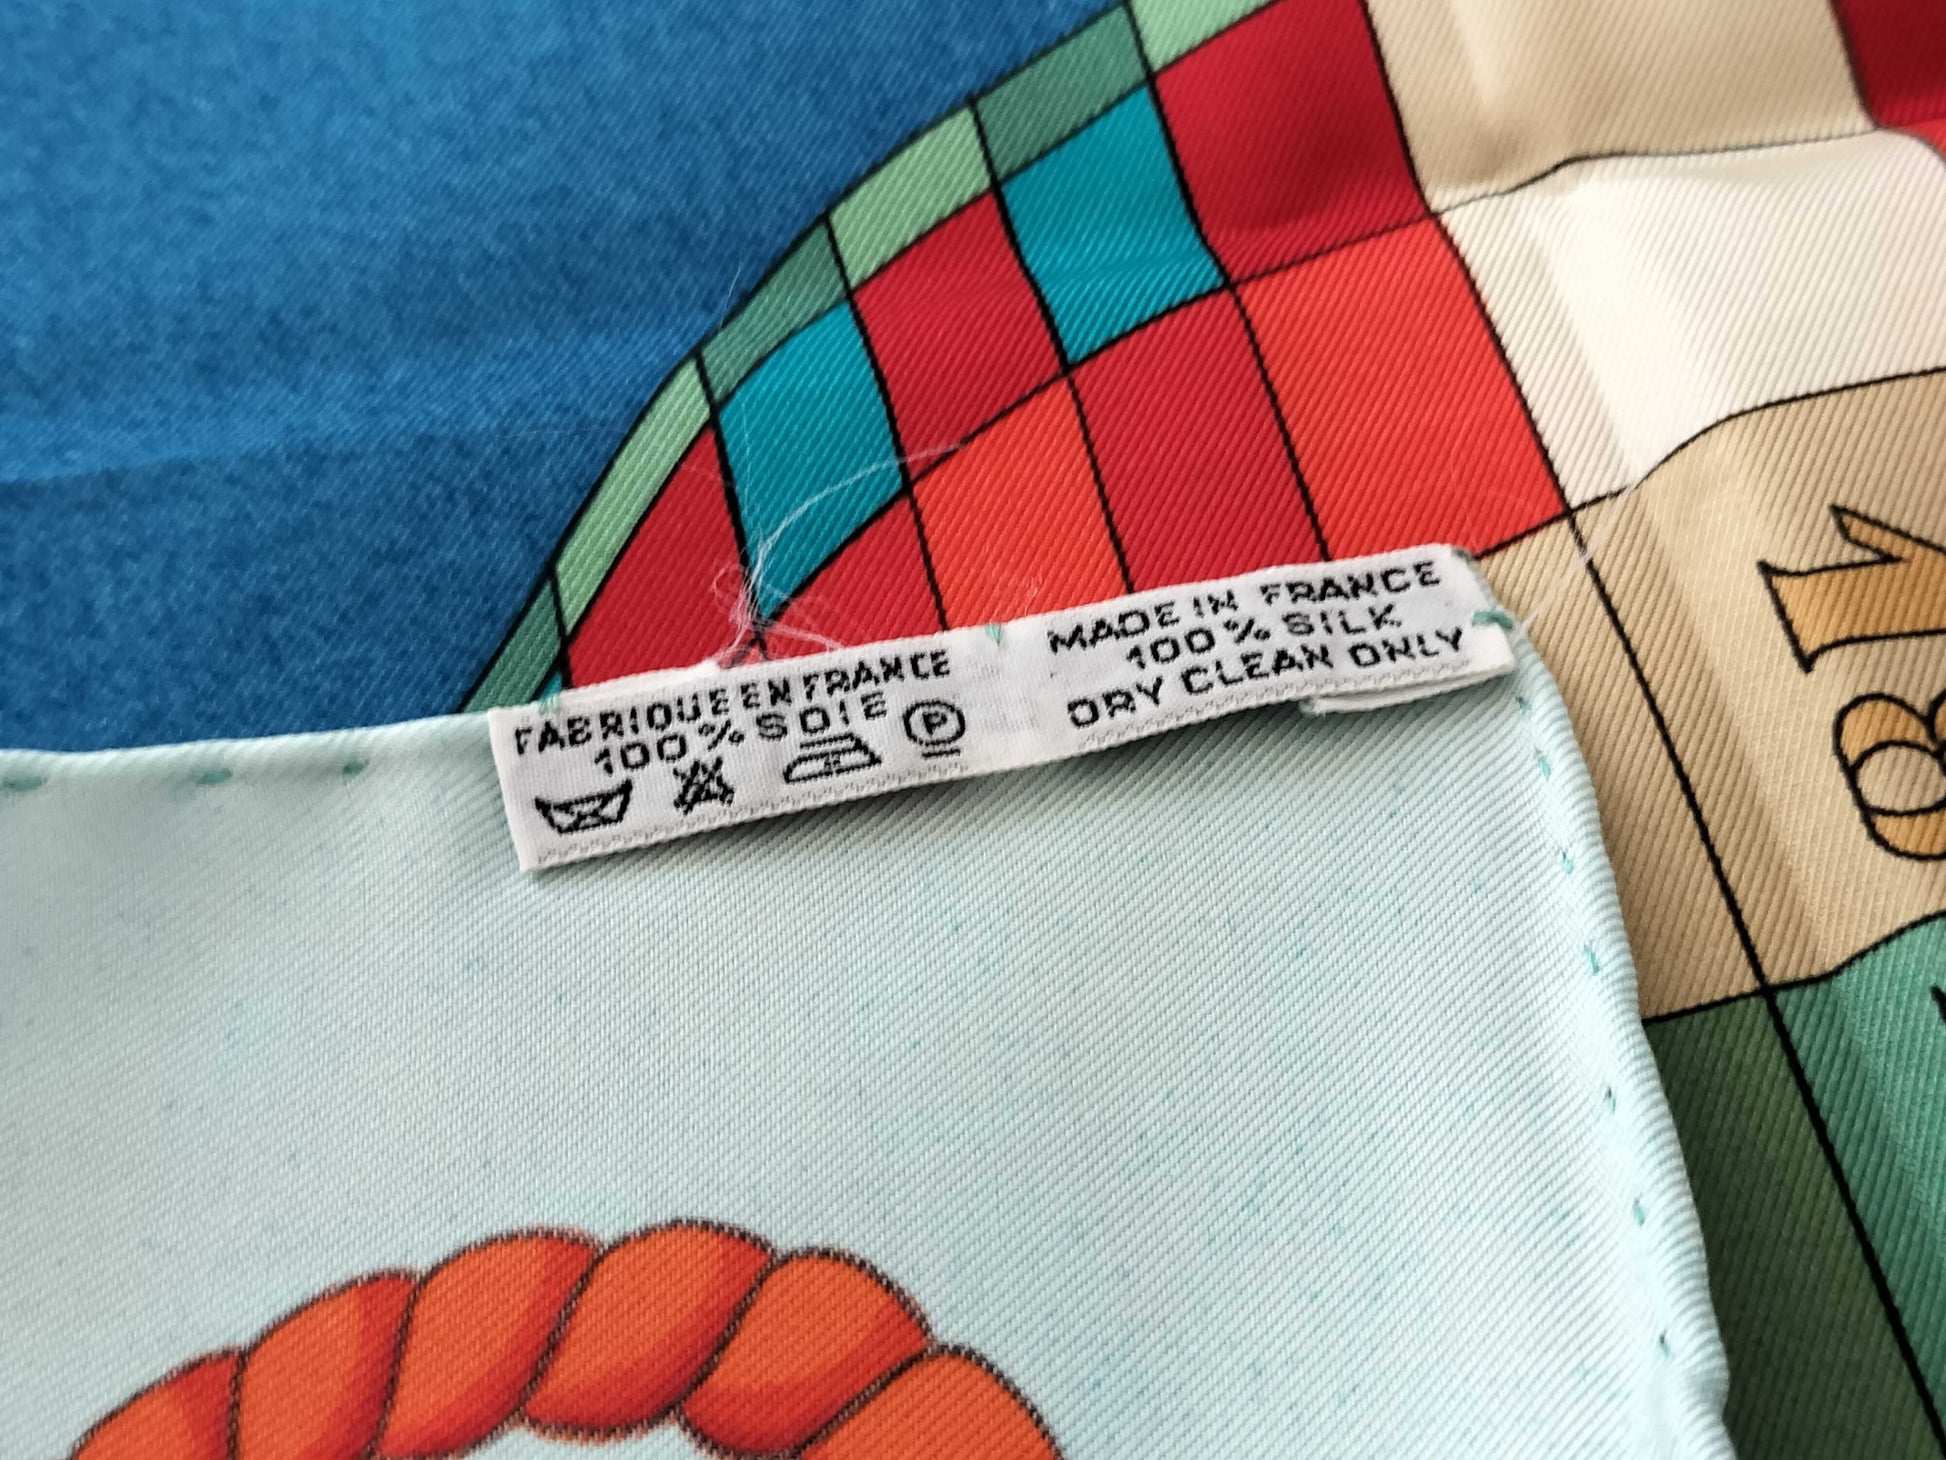 FABRIQUE EN FRANCE
100% SOIE
P
MADE IN FRANCE
100% SILK
DRY CLEAN ONLY